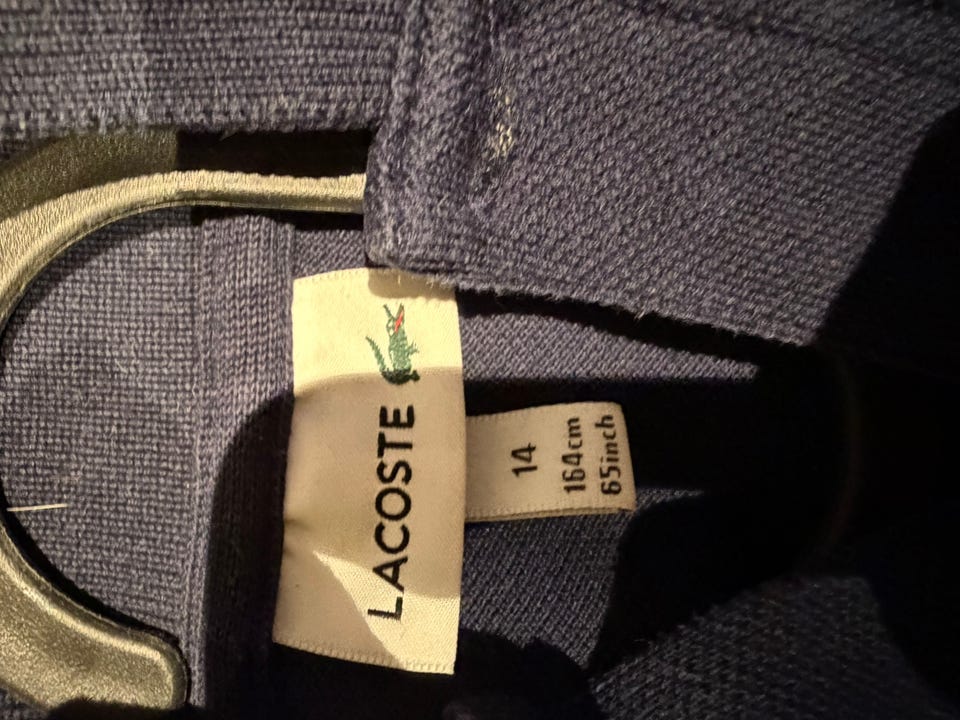 LACOSTE
14
164cm
65inch